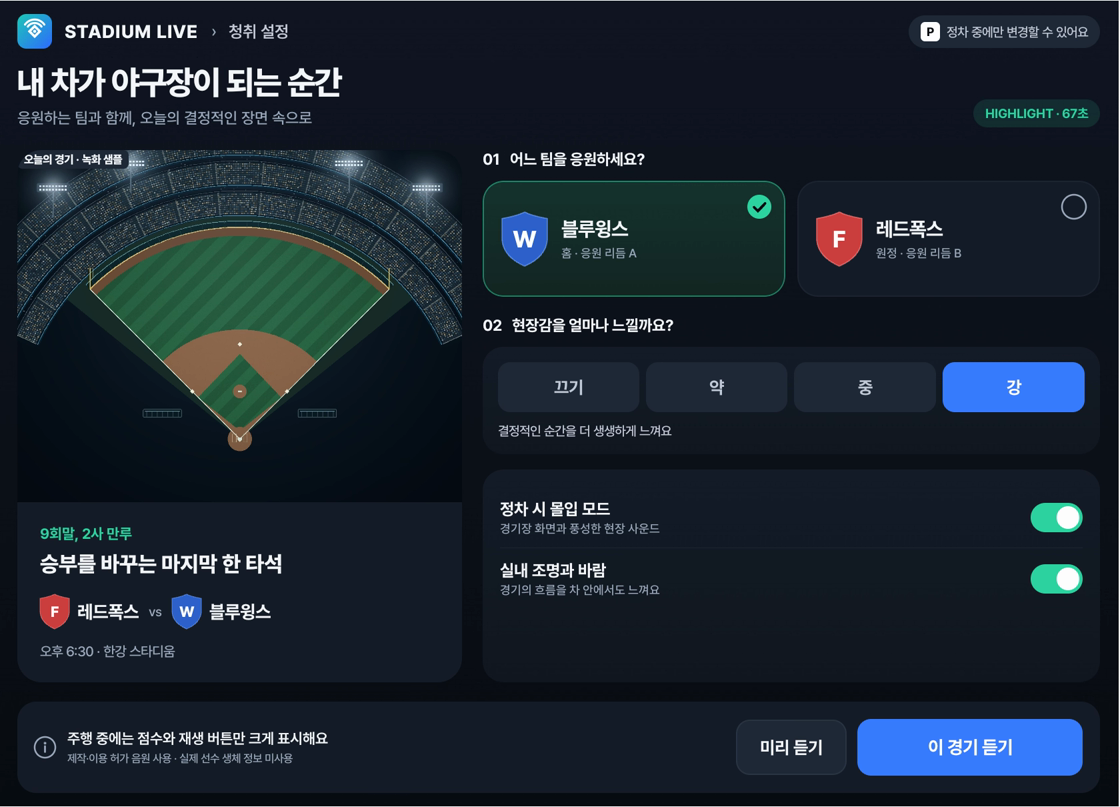 STADIUM LIVE › 청취 설정
P 정차 중에만 변경할 수 있어요
내 차가 야구장이 되는 순간
응원하는 팀과 함께, 오늘의 결정적인 장면 속으로
HIGHLIGHT · 67초
오늘의 경기 · 녹화 샘플
9회말, 2사 만루
승부를 바꾸는 마지막 한 타석
F 레드폭스 vs W 블루윙스
오후 6:30 · 한강 스타디움
01 어느 팀을 응원하세요?
W
블루윙스
홈 · 응원 리듬 A
F
레드폭스
원정 · 응원 리듬 B
02 현장감을 얼마나 느낄까요?
끄기 약 중 강
결정적인 순간을 더 생생하게 느껴요
정차 시 몰입 모드
경기장 화면과 풍성한 현장 사운드
실내 조명과 바람
경기의 흐름을 차 안에서도 느껴요
주행 중에는 점수와 재생 버튼만 크게 표시해요
제작·이용 허가 음원 사용 · 실제 선수 생체 정보 미사용
미리 듣기
이 경기 듣기